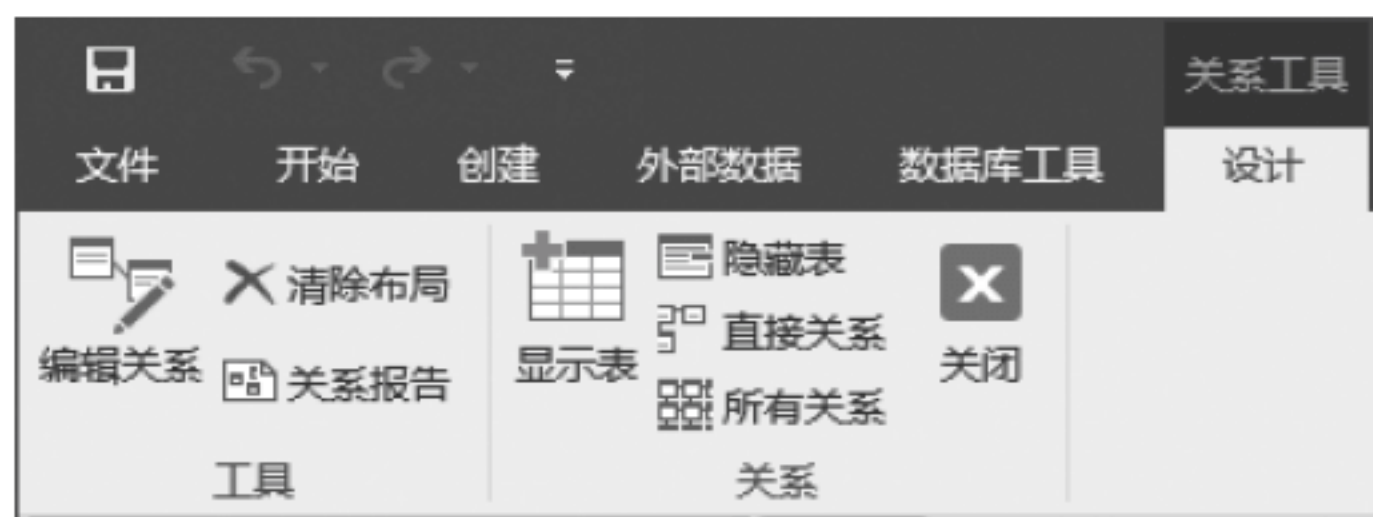 关系工具
文件 开始 创建 外部数据 数据库工具 设计
编辑关系
清除布局
关系报告
工具
显示表
隐藏表
直接关系
所有关系
关闭
关系